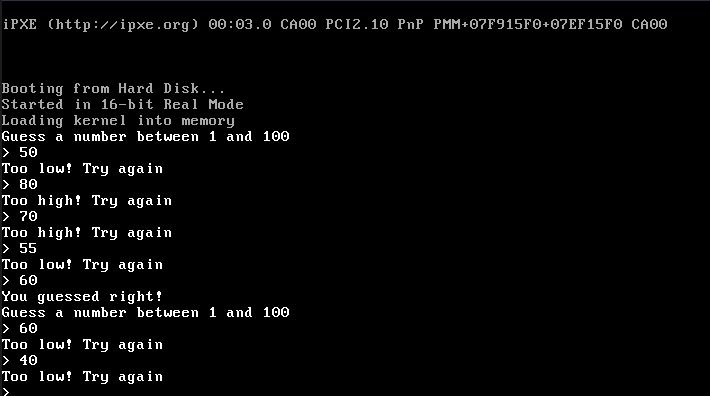 iPXE (http://ipxe.org) 00:03.0 CA00 PCI2.10 PnP PMM+07F915F0+07EF15F0 CA00
Booting from Hard Disk...
Started in 16-bit Real Mode
Loading kernel into memory
Guess a number between 1 and 100
> 50
Too low! Try again
> 80
Too high! Try again
> 70
Too high! Try again
> 55
Too low! Try again
> 60
You guessed right!
Guess a number between 1 and 100
> 60
Too low! Try again
> 40
Too low! Try again
>